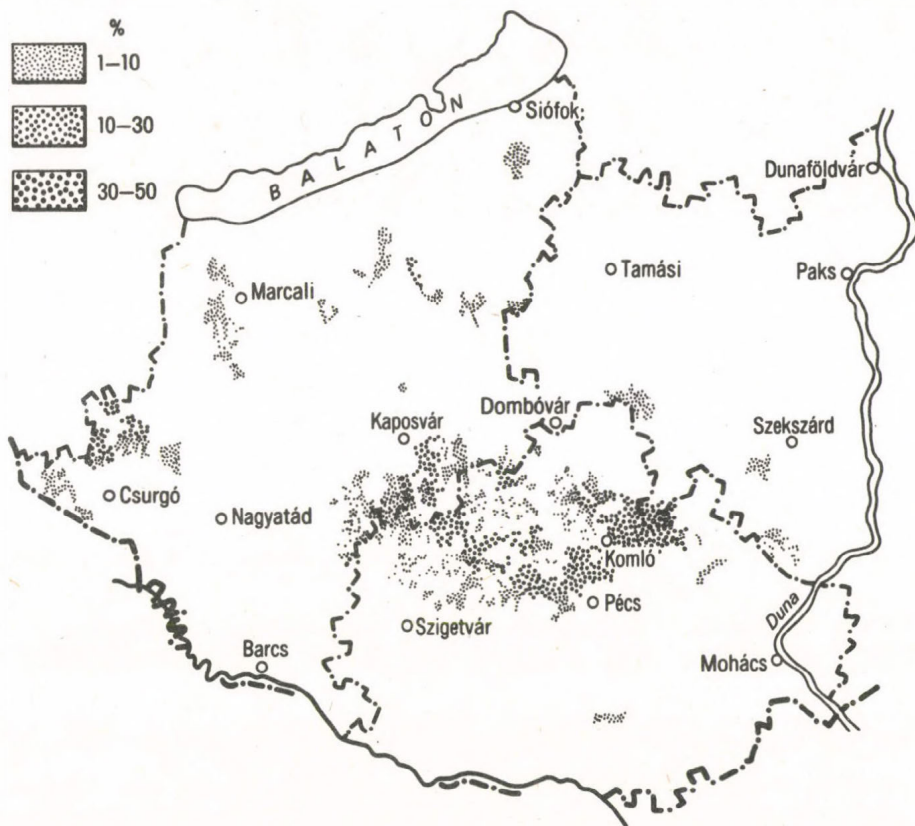 %
1–10
10–30
30–50
BALATON
Siófok
Dunaföldvár
Tamási
Paks
Marcali
Dombóvár
Kaposvár
Szekszárd
Csurgó
Nagyatád
Komló
Pécs
Duna
Szigetvár
Barcs
Mohács